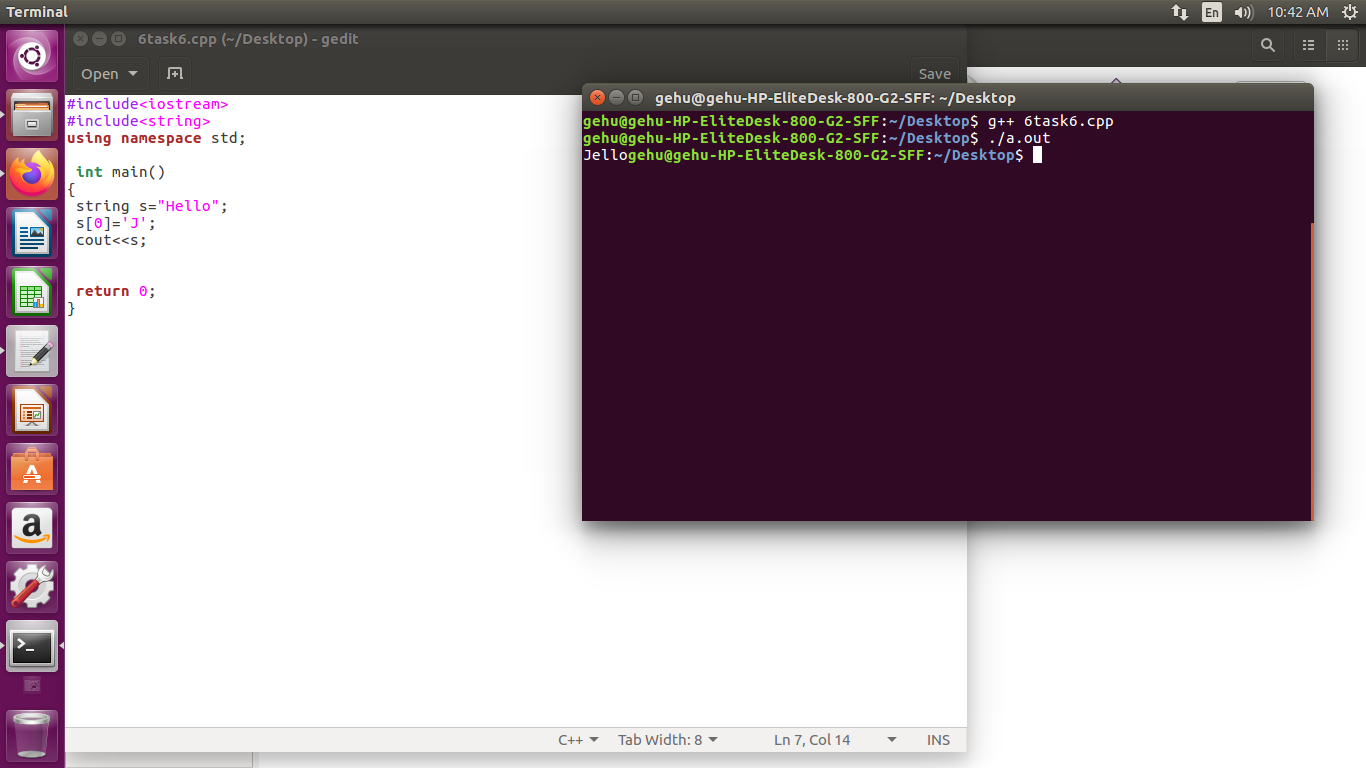 Terminal
En
10:42 AM
6task6.cpp (~/Desktop) - gedit
Open
Save
#include<iostream>
#include<string>
using namespace std;
int main()
{
string s="Hello";
s[0]='J';
cout<<s;
return 0;
}
gehu@gehu-HP-EliteDesk-800-G2-SFF: ~/Desktop
gehu@gehu-HP-EliteDesk-800-G2-SFF:~/Desktop$ g++ 6task6.cpp
gehu@gehu-HP-EliteDesk-800-G2-SFF:~/Desktop$ ./a.out
Jellogehu@gehu-HP-EliteDesk-800-G2-SFF:~/Desktop$
C++
Tab Width: 8
Ln 7, Col 14
INS